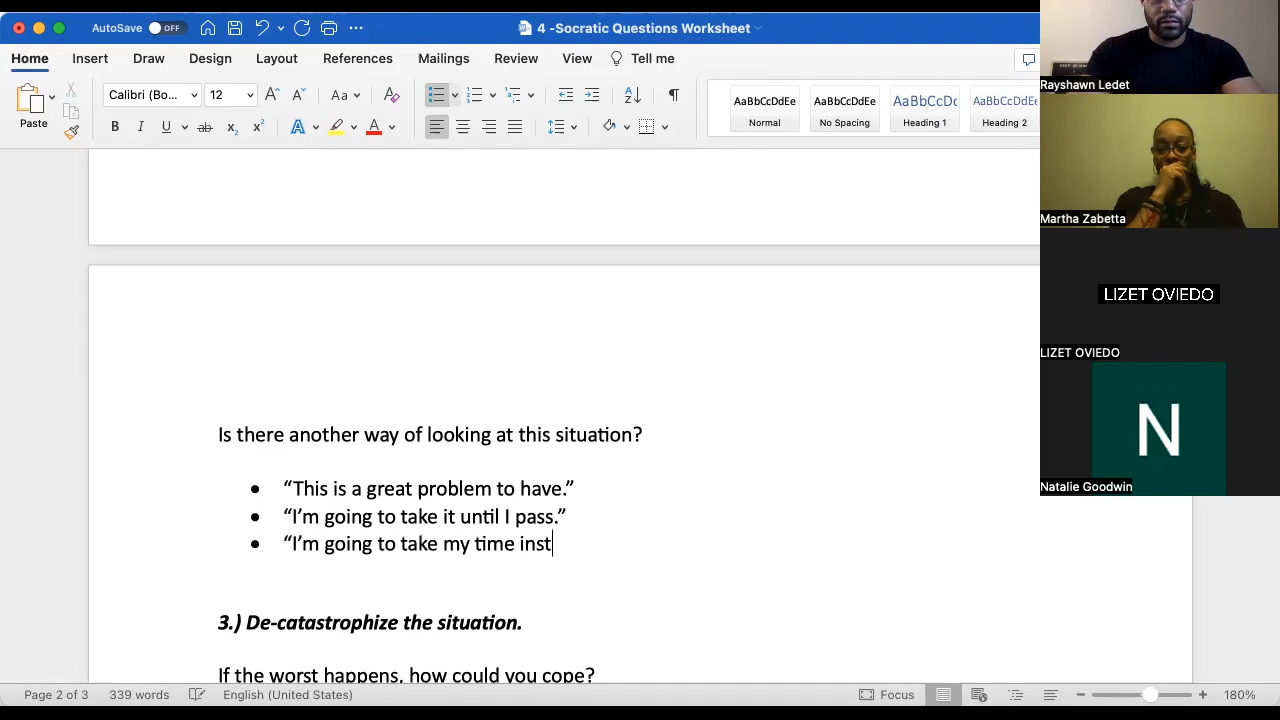 AutoSave OFF
4 -Socratic Questions Worksheet
Home Insert Draw Design Layout References Mailings Review View Tell me
Paste
Calibri (Bo... 12
AaBbCcDdEe
Normal
AaBbCcDdEe
No Spacing
AaBbCcDc
Heading 1
AaBbCcDdEe
Heading 2
Rayshawn Ledet
Martha Zabetta
LIZET OVIEDO
LIZET OVIEDO
N
Natalie Goodwin
Is there another way of looking at this situation?
• “This is a great problem to have.”
• “I’m going to take it until I pass.”
• “I’m going to take my time inst
3.) De-catastrophize the situation.
If the worst happens, how could you cope?
Page 2 of 3 339 words English (United States) Focus 180%